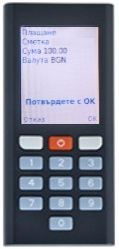 Плащане
Сметка
Сума 100.00
Валута BGN
Потвърдете с OK
Отказ OK
1 2 3
4 5 6
7 8 9
0